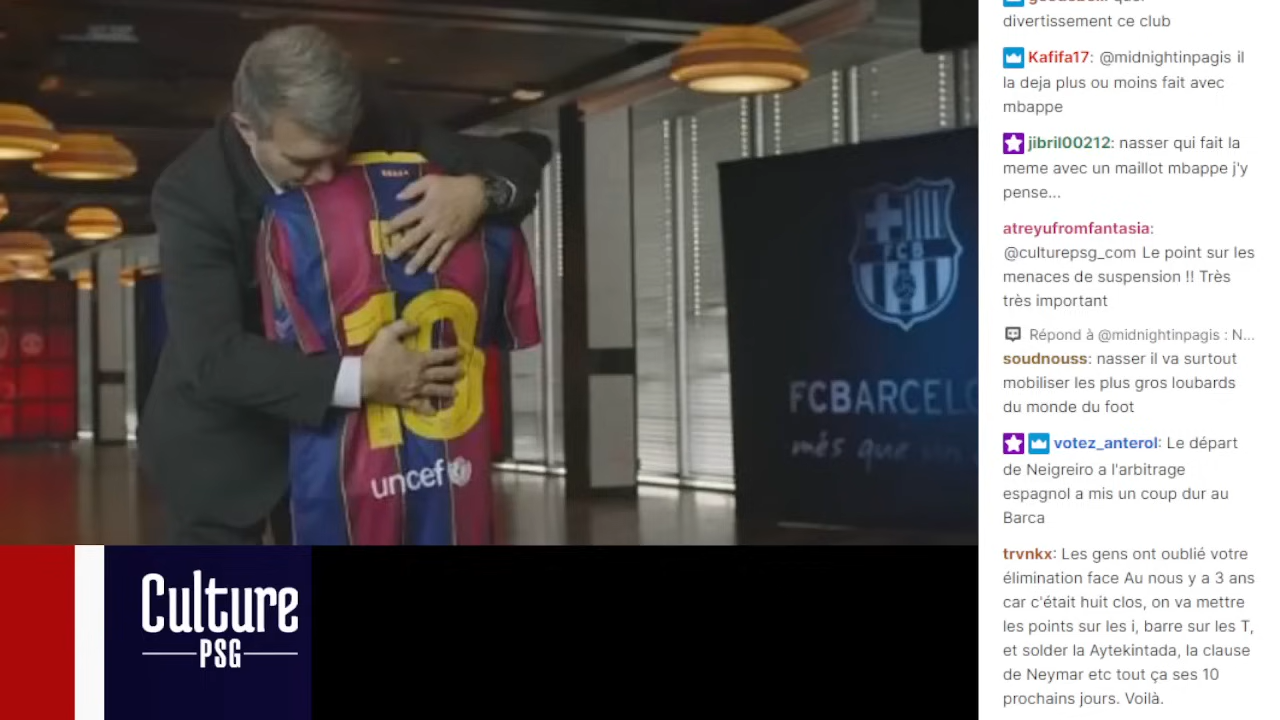 10
unicef
FCB
FCBARCELO
més que un
Culture
PSG
divertissement ce club
Kafifa17: @midnightinpagis il
la deja plus ou moins fait avec
mbappe
jibril00212: nasser qui fait la
meme avec un maillot mbappe j'y
pense...
atreyufromfantasia:
@culturepsg_com Le point sur les
menaces de suspension !! Très
très important
Répond à @midnightinpagis : N...
soudnouss: nasser il va surtout
mobiliser les plus gros loubards
du monde du foot
votez_anterol: Le départ
de Neigreiro a l'arbitrage
espagnol a mis un coup dur au
Barca
trvnkx: Les gens ont oublié votre
élimination face Au nous y a 3 ans
car c'était huit clos, on va mettre
les points sur les i, barre sur les T,
et solder la Aytekintada, la clause
de Neymar etc tout ça ses 10
prochains jours. Voilà.